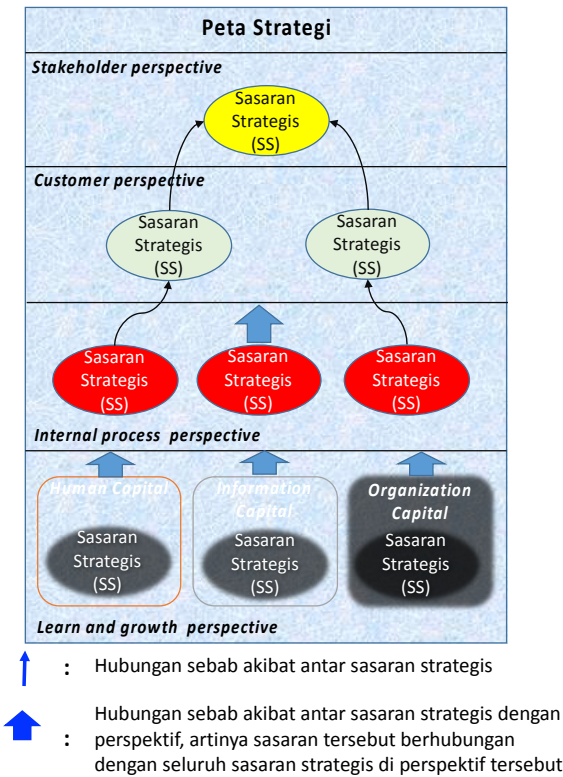 Peta Strategi
Stakeholder perspective
Sasaran
Strategis
(SS)
Customer perspective
Sasaran
Strategis
(SS)
Sasaran
Strategis
(SS)
Sasaran
Strategis
(SS)
Sasaran
Strategis
(SS)
Sasaran
Strategis
(SS)
Internal process perspective
Human Capital
Sasaran
Strategis
(SS)
Information
Capital
Sasaran
Strategis
(SS)
Organization
Capital
Sasaran
Strategis
(SS)
Learn and growth perspective
: Hubungan sebab akibat antar sasaran strategis
Hubungan sebab akibat antar sasaran strategis dengan
: perspektif, artinya sasaran tersebut berhubungan
dengan seluruh sasaran strategis di perspektif tersebut